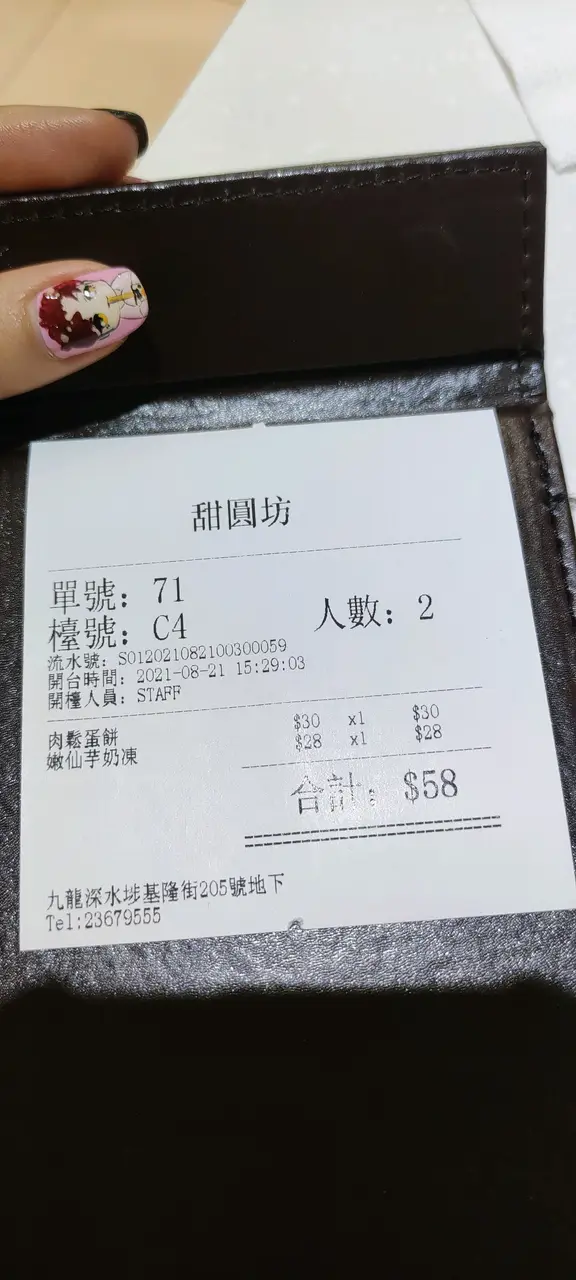 甜圓坊
單號: 71
檯號: C4 人數: 2
流水號: S012021082100300059
開台時間: 2021-08-21 15:29:03
開檯人員: STAFF
肉鬆蛋餅 $30 x1 $30
嫩仙芋奶凍 $28 x1 $28
合計: $58
九龍深水埗基隆街205號地下
Tel:23679555